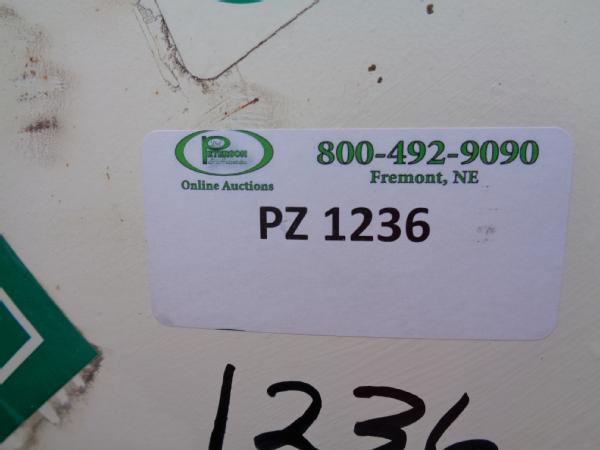 PETERSON
Online Auctions
800-492-9090
Fremont, NE
PZ 1236
1236